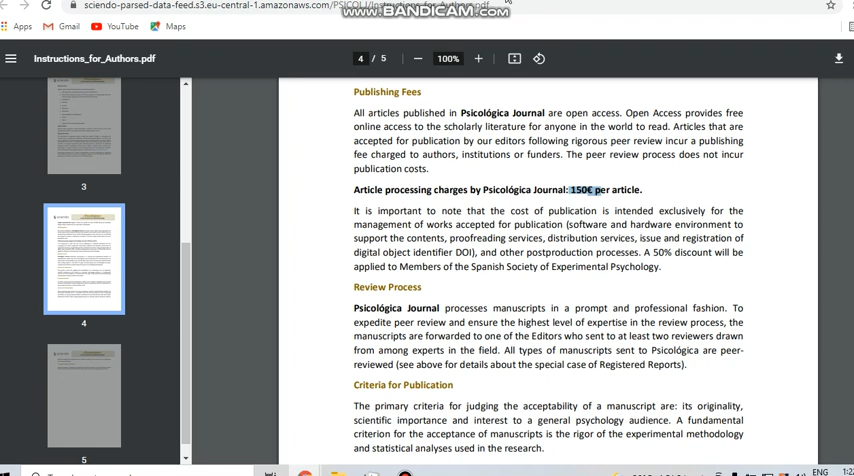 sciendo-parsed-data-feed.s3.eu-central-1.amazonaws.com/PSICOLJ/Instructions_for_Authors.pdf
WWW.BANDICAM.COM
Apps Gmail YouTube Maps
Instructions_for_Authors.pdf 4 / 5 100%
3
4
5
Publishing Fees
All articles published in Psicológica Journal are open access. Open Access provides free
online access to the scholarly literature for anyone in the world to read. Articles that are
accepted for publication by our editors following rigorous peer review incur a publishing
fee charged to authors, institutions or funders. The peer review process does not incur
publication costs.
Article processing charges by Psicológica Journal: 150€ per article.
It is important to note that the cost of publication is intended exclusively for the
management of works accepted for publication (software and hardware environment to
support the contents, proofreading services, distribution services, issue and registration of
digital object identifier DOI), and other postproduction processes. A 50% discount will be
applied to Members of the Spanish Society of Experimental Psychology.
Review Process
Psicológica Journal processes manuscripts in a prompt and professional fashion. To
expedite peer review and ensure the highest level of expertise in the review process, the
manuscripts are forwarded to one of the Editors who sent to at least two reviewers drawn
from among experts in the field. All types of manuscripts sent to Psicológica are peer-
reviewed (see above for details about the special case of Registered Reports).
Criteria for Publication
The primary criteria for judging the acceptability of a manuscript are: its originality,
scientific importance and interest to a general psychology audience. A fundamental
criterion for the acceptance of manuscripts is the rigor of the experimental methodology
and statistical analyses used in the research.
ENG